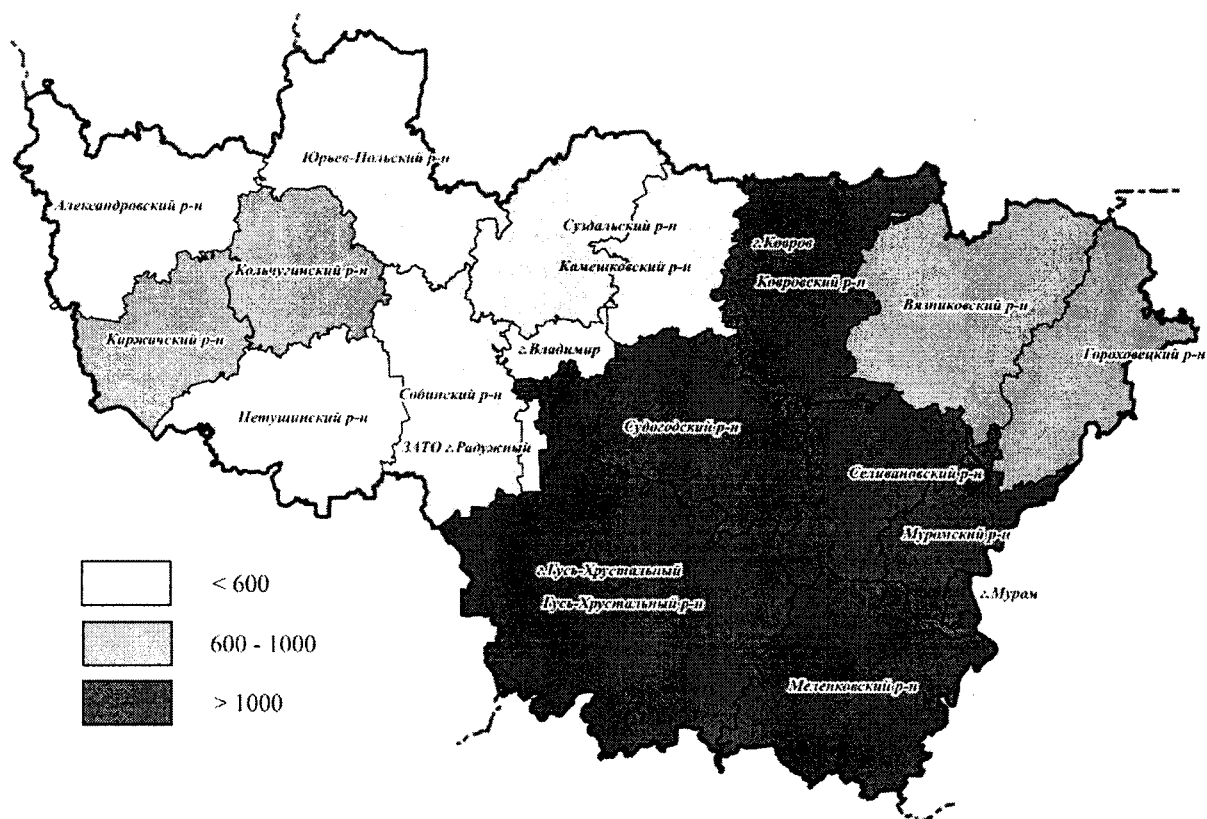 Юрьев-Польский р-н
Александровский р-н
Суздальский р-н
г.Ковров
Кольчугинский р-н
Камешковский р-н
Ковровский р-н
Вязниковский р-н
Киржачский р-н
г.Владимир
Гороховецкий р-н
Собинский р-н
Петушинский р-н
Судогодский р-н
ЗАТО г.Радужный
Селивановский р-н
Муромский р-н
г.Гусь-Хрустальный
Гусь-Хрустальный р-н
г.Муром
Меленковский р-н
< 600
600 - 1000
> 1000